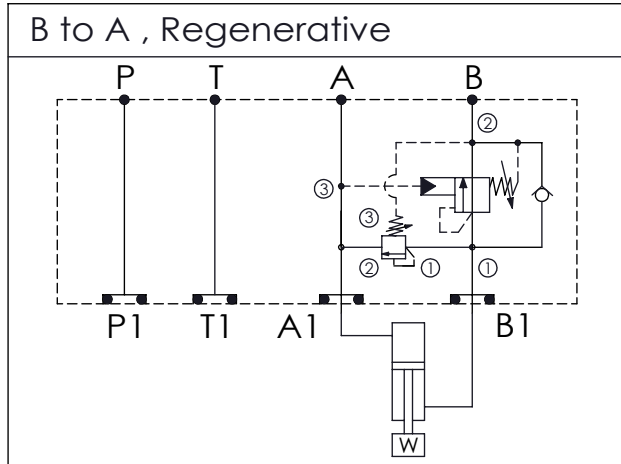 B to A , Regenerative
P T A B
②
③
③
② ① ①
P1 T1 A1 B1
W